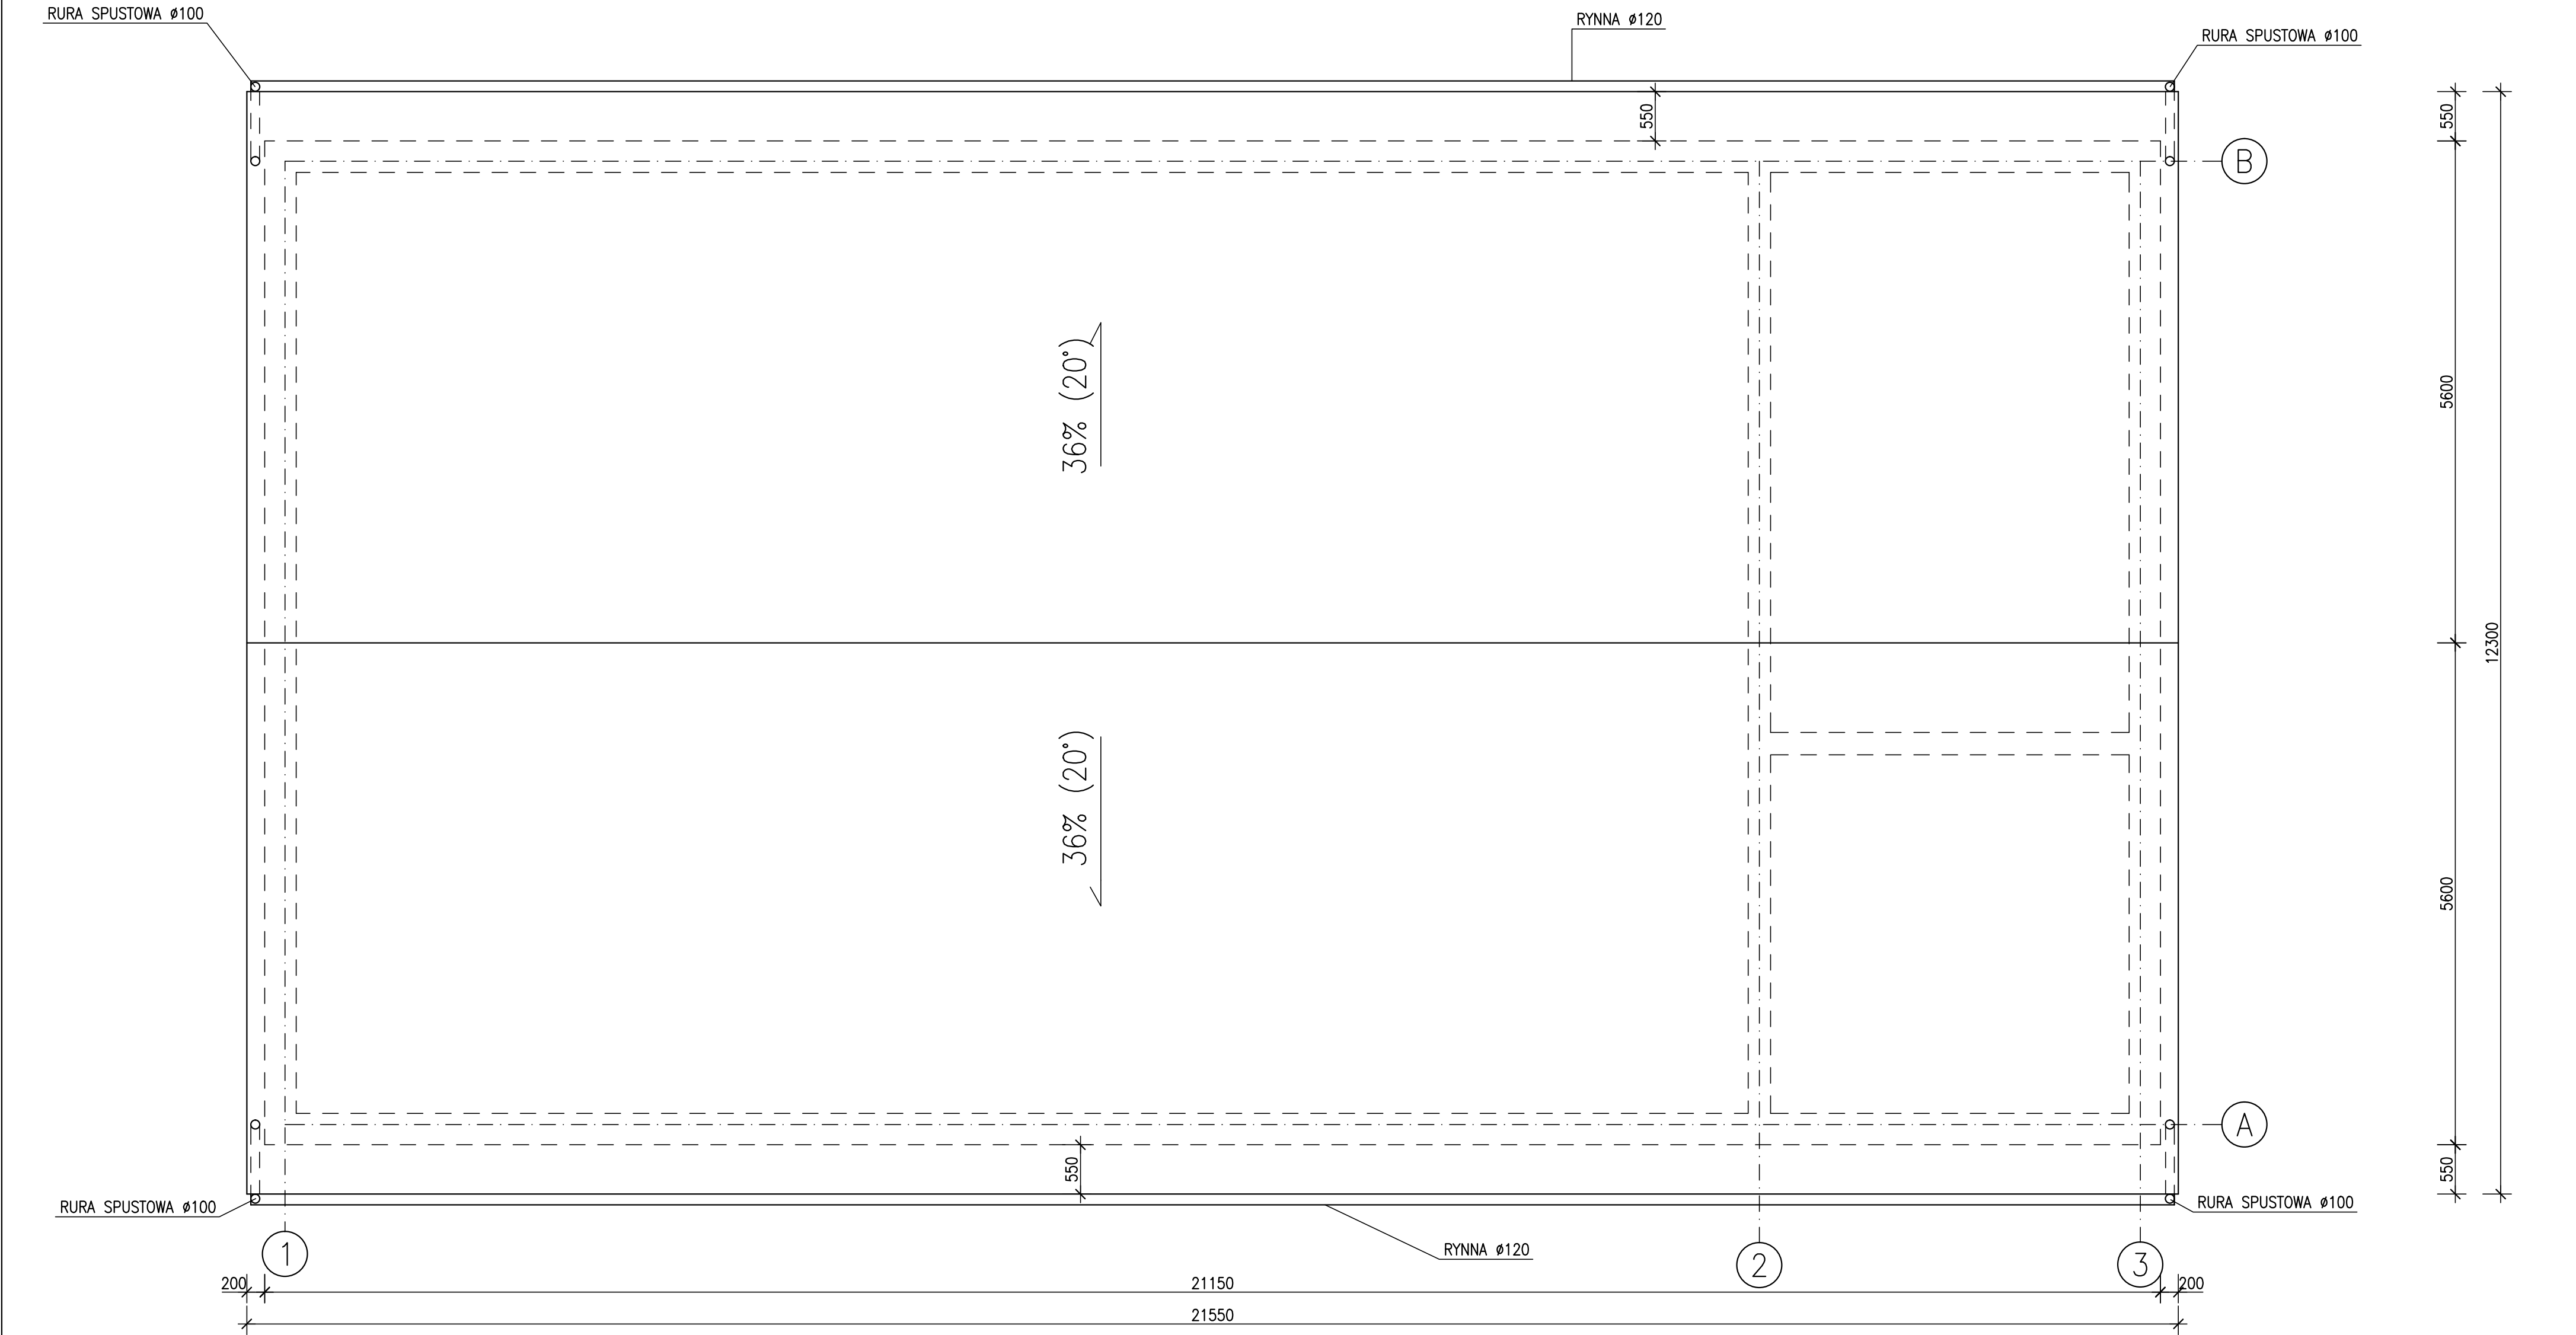 RURA SPUSTOWA ø100
RYNNA ø120
RURA SPUSTOWA ø100
550
550
B
5600
36% (20°)
12300
36% (20°)
5600
A
550
550
RURA SPUSTOWA ø100
RURA SPUSTOWA ø100
RYNNA ø120
1
2
3
200
21150
200
21550